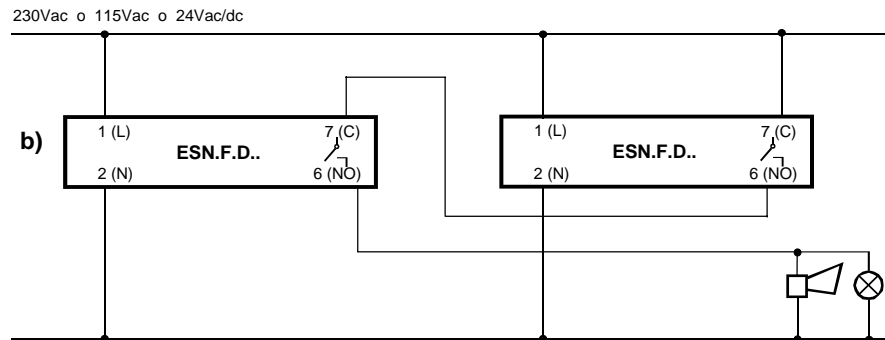 230Vac o 115Vac o 24Vac/dc
b)
1 (L)
7 (C)
ESN.F.D..
2 (N)
6 (NO)
1 (L)
7 (C)
ESN.F.D..
2 (N)
6 (NO)